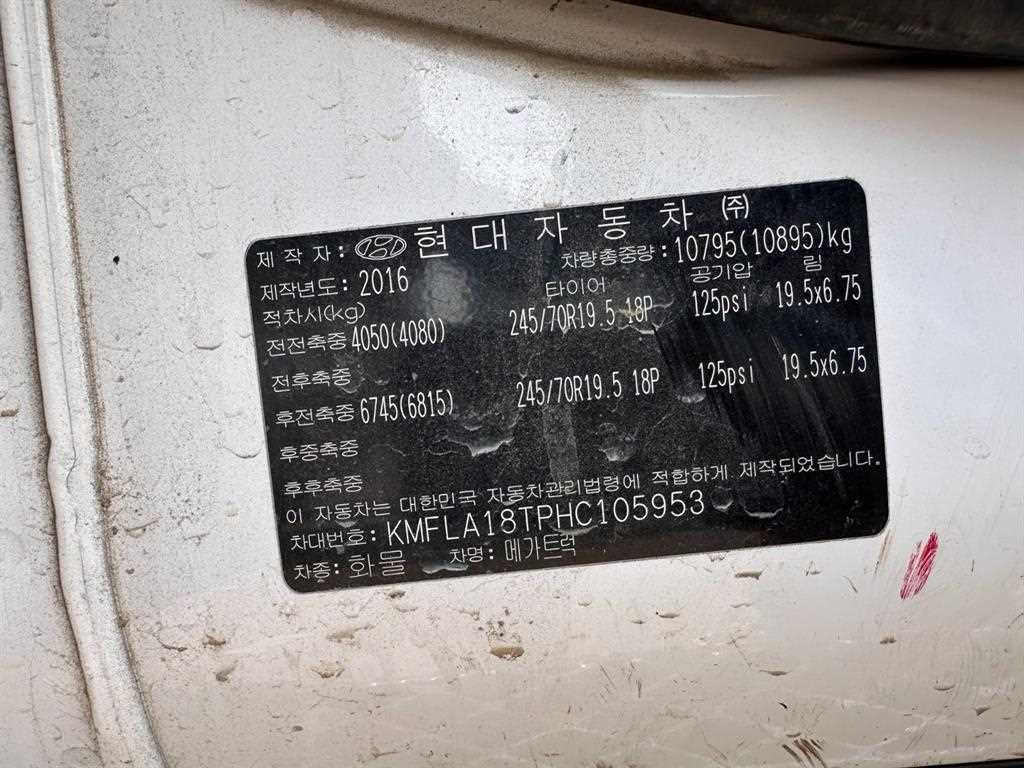 제작자: 현대자동차 ㈜
제작년도: 2016 차량총중량: 10795(10895)kg
적차시(kg) 타이어 공기압 림
전전축중 4050(4080) 245/70R19.5 18P 125psi 19.5x6.75
전후축중
후전축중 6745(6815) 245/70R19.5 18P 125psi 19.5x6.75
후중축중
후후축중
이 자동차는 대한민국 자동차관리법령에 적합하게 제작되었습니다.
차대번호: KMFLA18TPHC105953
차종: 화물 차명: 메가트럭